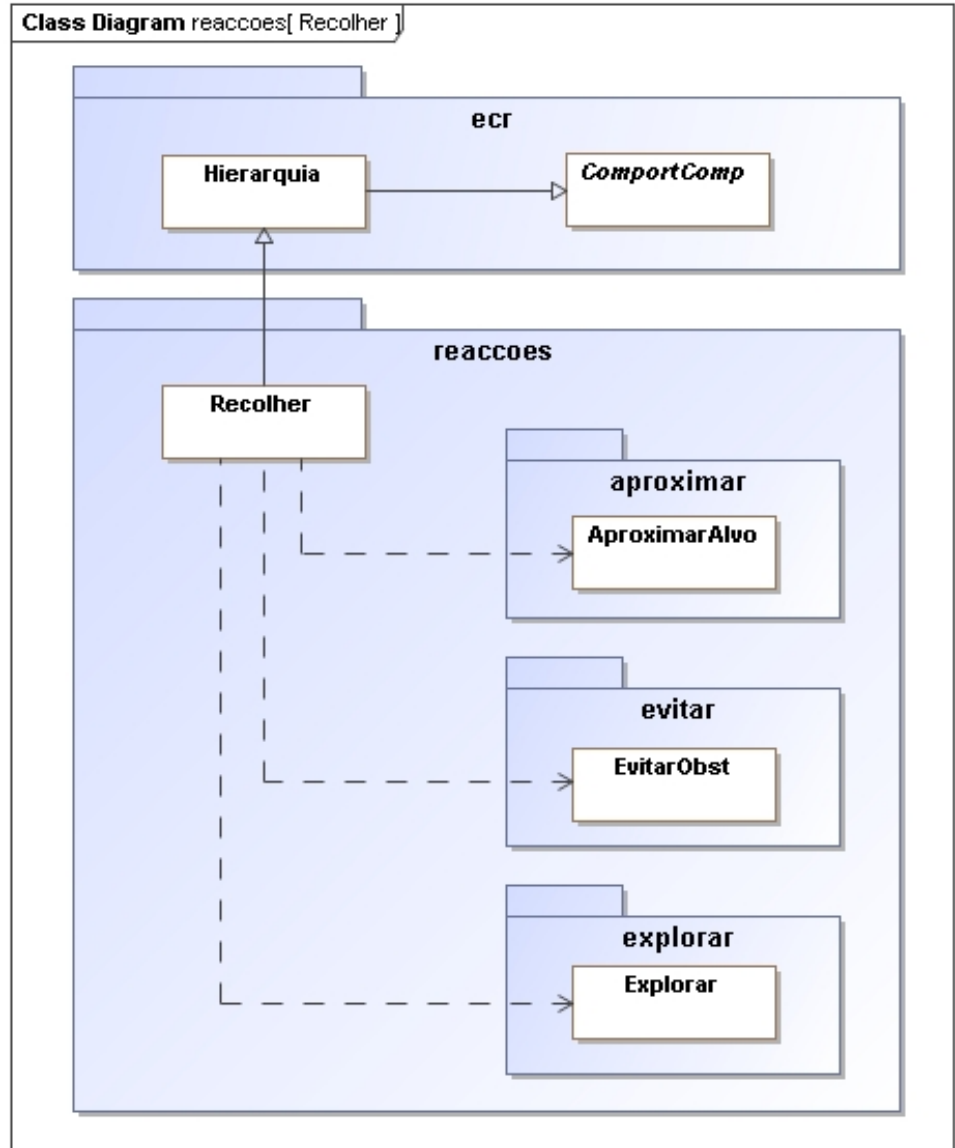 Class Diagram reaccoes[ Recolher ]
ecr
Hierarquia
ComportComp
reaccoes
Recolher
aproximar
AproximarAlvo
evitar
EvitarObst
explorar
Explorar